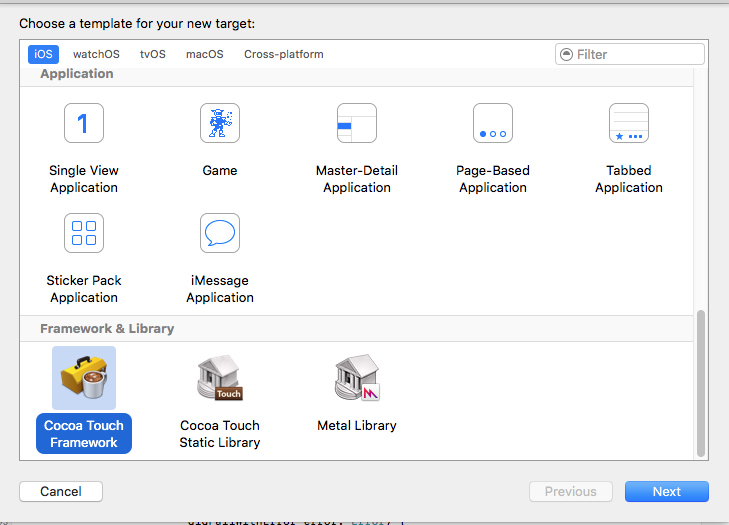 Choose a template for your new target:
iOS watchOS tvOS macOS Cross-platform Filter
Application
1
Single View Application
Game
Master-Detail Application
Page-Based Application
Tabbed Application
Sticker Pack Application
iMessage Application
Framework & Library
Touch
Cocoa Touch Framework
Cocoa Touch Static Library
Metal Library
Cancel Previous Next